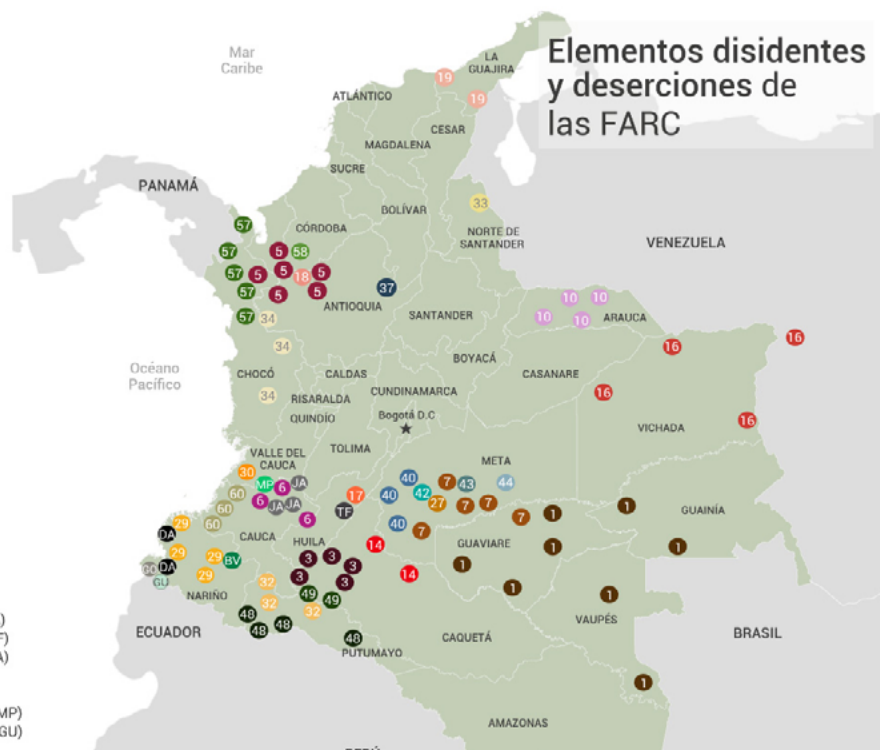 Elementos disidentes
y deserciones de
las FARC
Mar
Caribe
LA
GUAJIRA
19
19
ATLÁNTICO
CESAR
MAGDALENA
SUCRE
PANAMÁ
BOLÍVAR
33
57
CÓRDOBA
NORTE DE
SANTANDER
VENEZUELA
57
5
58
57
5
5
18
5
57
5
5
37
ANTIOQUIA
10
10
57
34
SANTANDER
10
10
ARAUCA
16
16
34
BOYACÁ
Océano
Pacífico
CHOCÓ
CALDAS
CASANARE
CUNDINAMARCA
34
RISARALDA
16
QUINDÍO
Bogotá D.C
16
VICHADA
TOLIMA
VALLE DEL
CAUCA
META
30
MP
6
JA
40
7
43
44
60
6
JA
JA
17
40
42
27
7
7
60
TF
1
GUAINÍA
60
6
40
7
7
1
29
DA
CAUCA
HUILA
14
GUAVIARE
1
1
29
29
BV
3
3
3
1
DA
GU
29
32
3
3
14
1
NARIÑO
49
49
1
32
32
48
VAUPÉS
48
48
48
ECUADOR
CAQUETÁ
BRASIL
PUTUMAYO
1
AMAZONAS
)
F)
A)
MP)
GU)